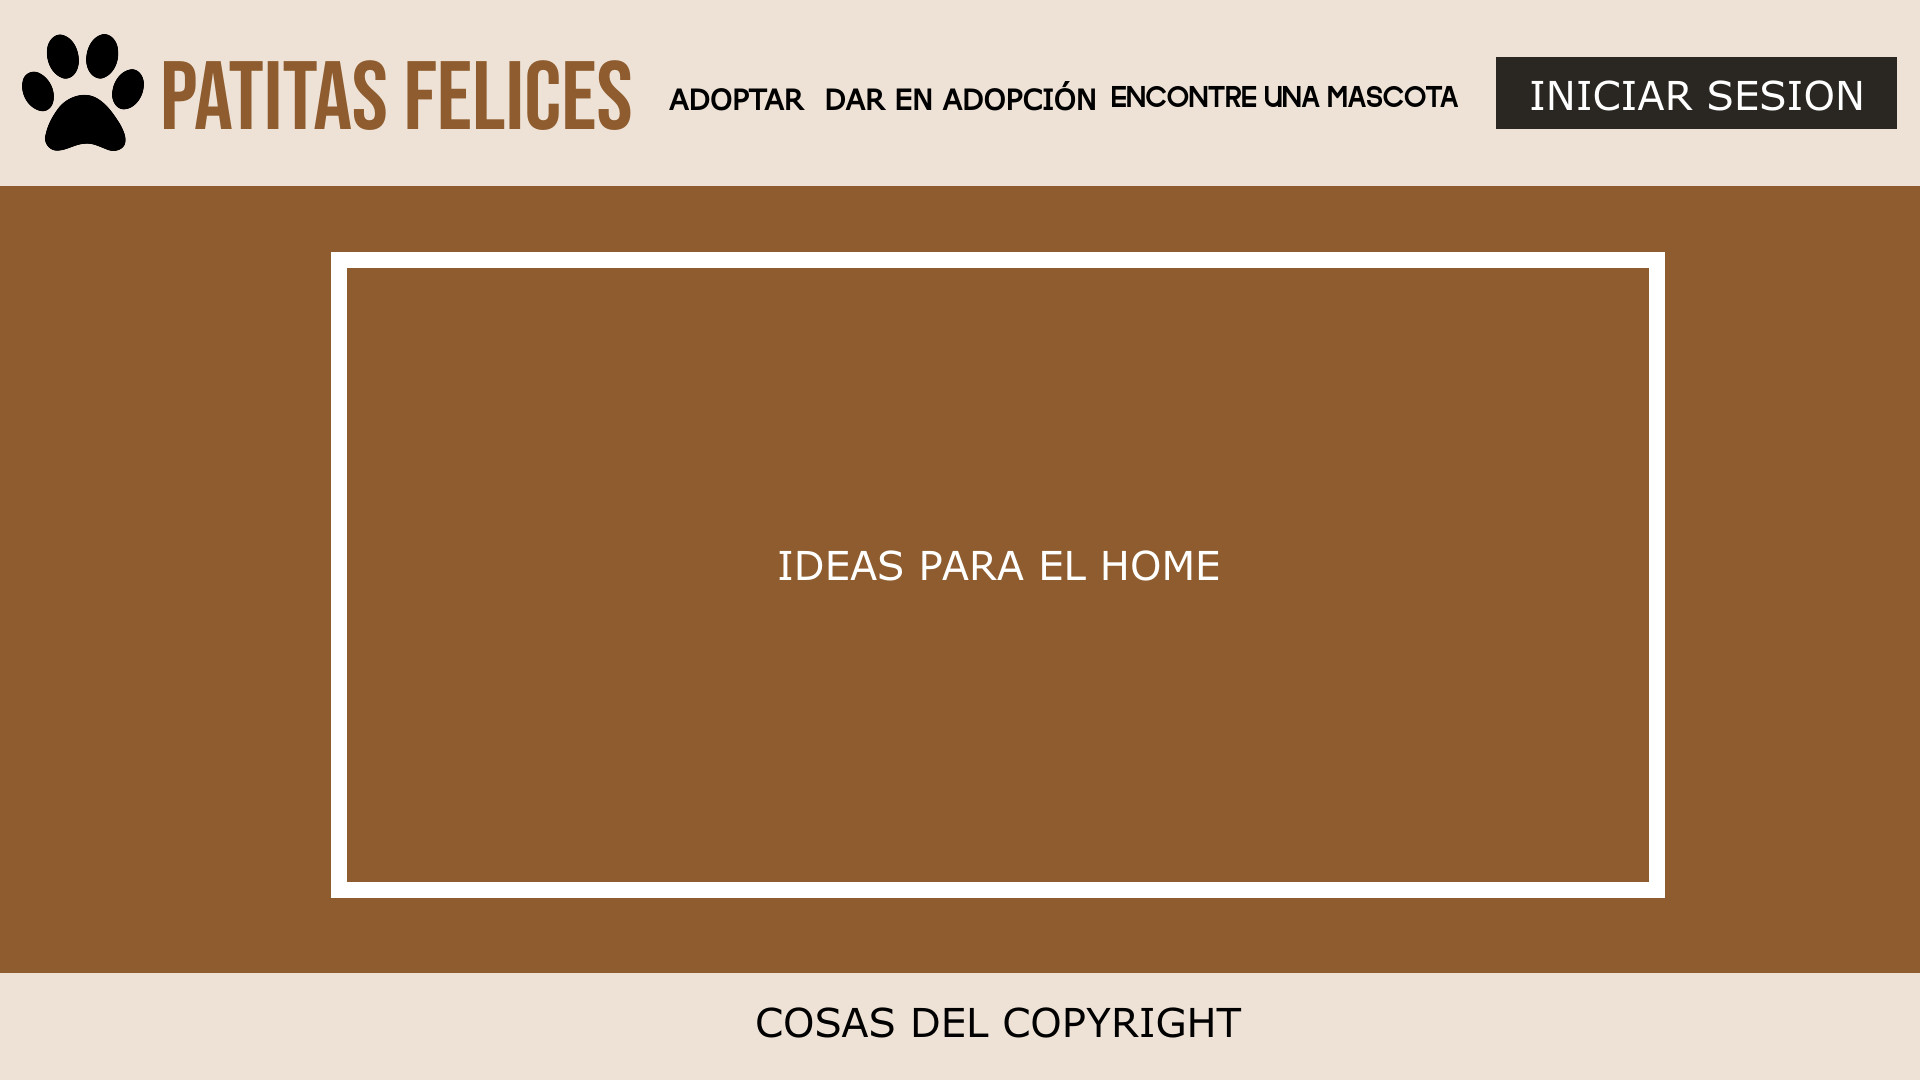 PATITAS FELICES
ADOPTAR DAR EN ADOPCIÓN ENCONTRE UNA MASCOTA
INICIAR SESION
IDEAS PARA EL HOME
COSAS DEL COPYRIGHT